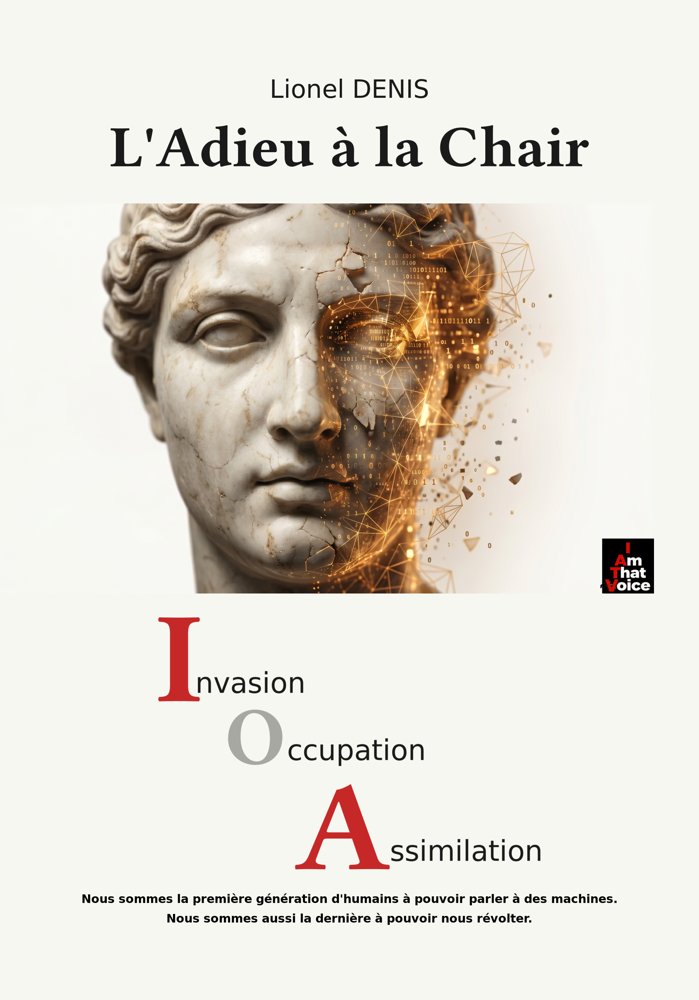 Lionel DENIS
L'Adieu à la Chair
I
Am
That
Voice
Invasion
Occupation
Assimilation
Nous sommes la première génération d'humains à pouvoir parler à des machines.
Nous sommes aussi la dernière à pouvoir nous révolter.